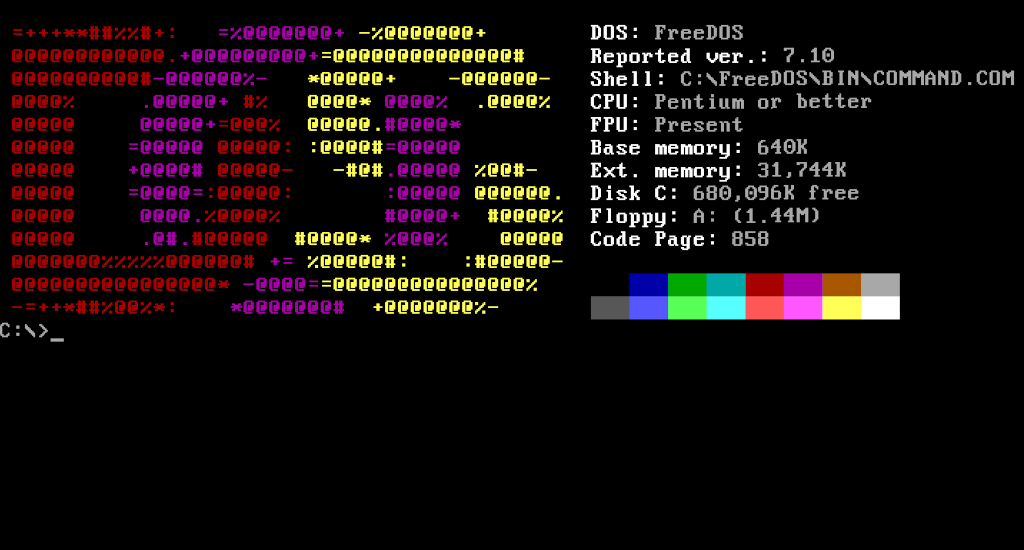 DOS: FreeDOS
Reported ver.: 7.10
Shell: C:\FreeDOS\BIN\COMMAND.COM
CPU: Pentium or better
FPU: Present
Base memory: 640K
Ext. memory: 31,744K
Disk C: 680,096K free
Floppy: A: (1.44M)
Code Page: 858
C:\>_